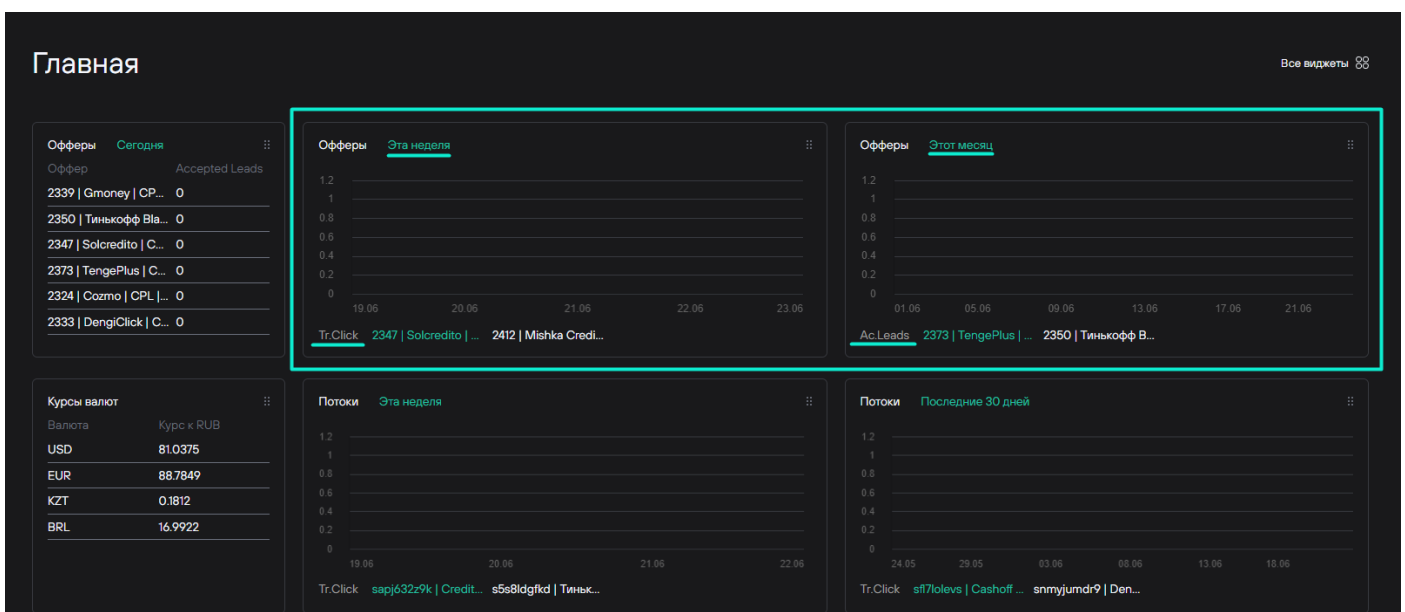 Главная
Все виджеты
Офферы Сегодня
Оффер Accepted Leads
2339 | Gmoney | CP... 0
2350 | Тинькофф Bla... 0
2347 | Solcredito | C... 0
2373 | TengePlus | C... 0
2324 | Cozmo | CPL |... 0
2333 | DengiClick | C... 0
Офферы Эта неделя
1.2
1
0.8
0.6
0.4
0.2
0
19.06 20.06 21.06 22.06 23.06
Tr.Click 2347 | Solcredito | ... 2412 | Mishka Credi...
Офферы Этот месяц
1.2
1
0.8
0.6
0.4
0.2
0
01.06 05.06 09.06 13.06 17.06 21.06
Ac.Leads 2373 | TengePlus | ... 2350 | Тинькофф B...
Курсы валют
Валюта Курс к RUB
USD 81.0375
EUR 88.7849
KZT 0.1812
BRL 16.9922
Потоки Эта неделя
1.2
1
0.8
0.6
0.4
0.2
0
19.06 20.06 21.06 22.06
Tr.Click sapj632z9k | Credit... s5s8ldgfkd | Тиньк...
Потоки Последние 30 дней
1.2
1
0.8
0.6
0.4
0.2
0
24.05 29.05 03.06 08.06 13.06 18.06
Tr.Click sfl7lolevs | Cashoff ... snmyjumdr9 | Den...